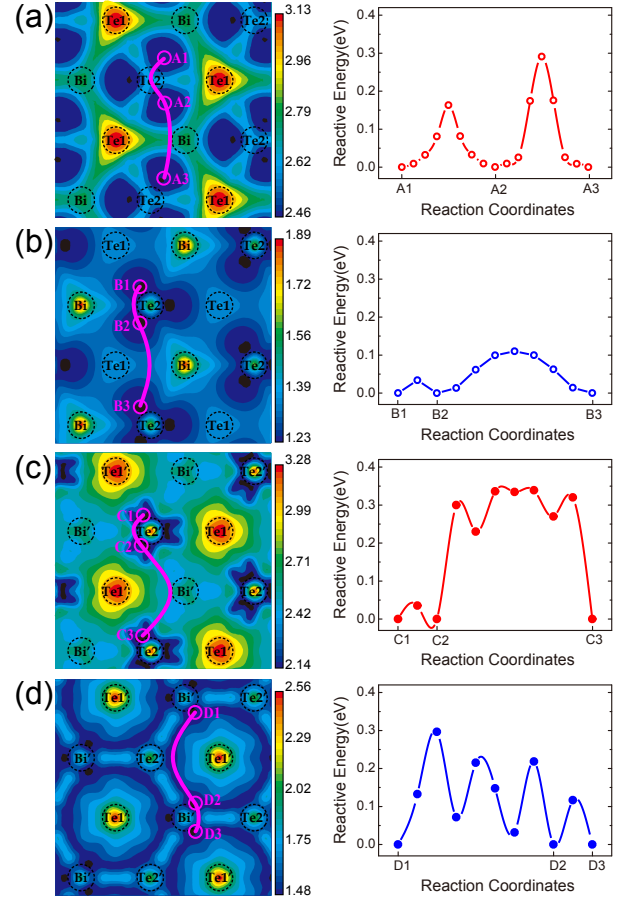 (a)
Te1 Te2
A1
Bi Te2 Te1
A2
Te1 Bi
A3
Bi Te2 Te1
3.13
2.96
2.79
2.62
2.46
Reactive Energy(eV)
0.4
0.3
0.2
0.1
0.0
A1 A2 A3
Reaction Coordinates
(b)
Te1 Bi Te2
B1
Bi Te2 Te1
B2
Te1 Bi Te2
B3
Bi Te2 Te1
1.89
1.72
1.56
1.39
1.23
Reactive Energy(eV)
0.4
0.3
0.2
0.1
0.0
B1 B2 B3
Reaction Coordinates
(c)
Te1′ Bi′ Te2′
C1
Bi′ Te2′ Te1′
C2
Te1′ Bi′ Te2′
C3
Bi′ Te2′ Te1′
3.28
2.99
2.71
2.42
2.14
Reactive Energy(eV)
0.4
0.3
0.2
0.1
0.0
C1 C2 C3
Reaction Coordinates
(d)
Te1′ Bi′ Te2′
D1
Bi′ Te2′ Te1′
D2
Te1′ Bi′ Te2′
D3
Bi′ Te2′ Te1′
2.56
2.29
2.02
1.75
1.48
Reactive Energy(eV)
0.4
0.3
0.2
0.1
0.0
D1 D2 D3
Reaction Coordinates